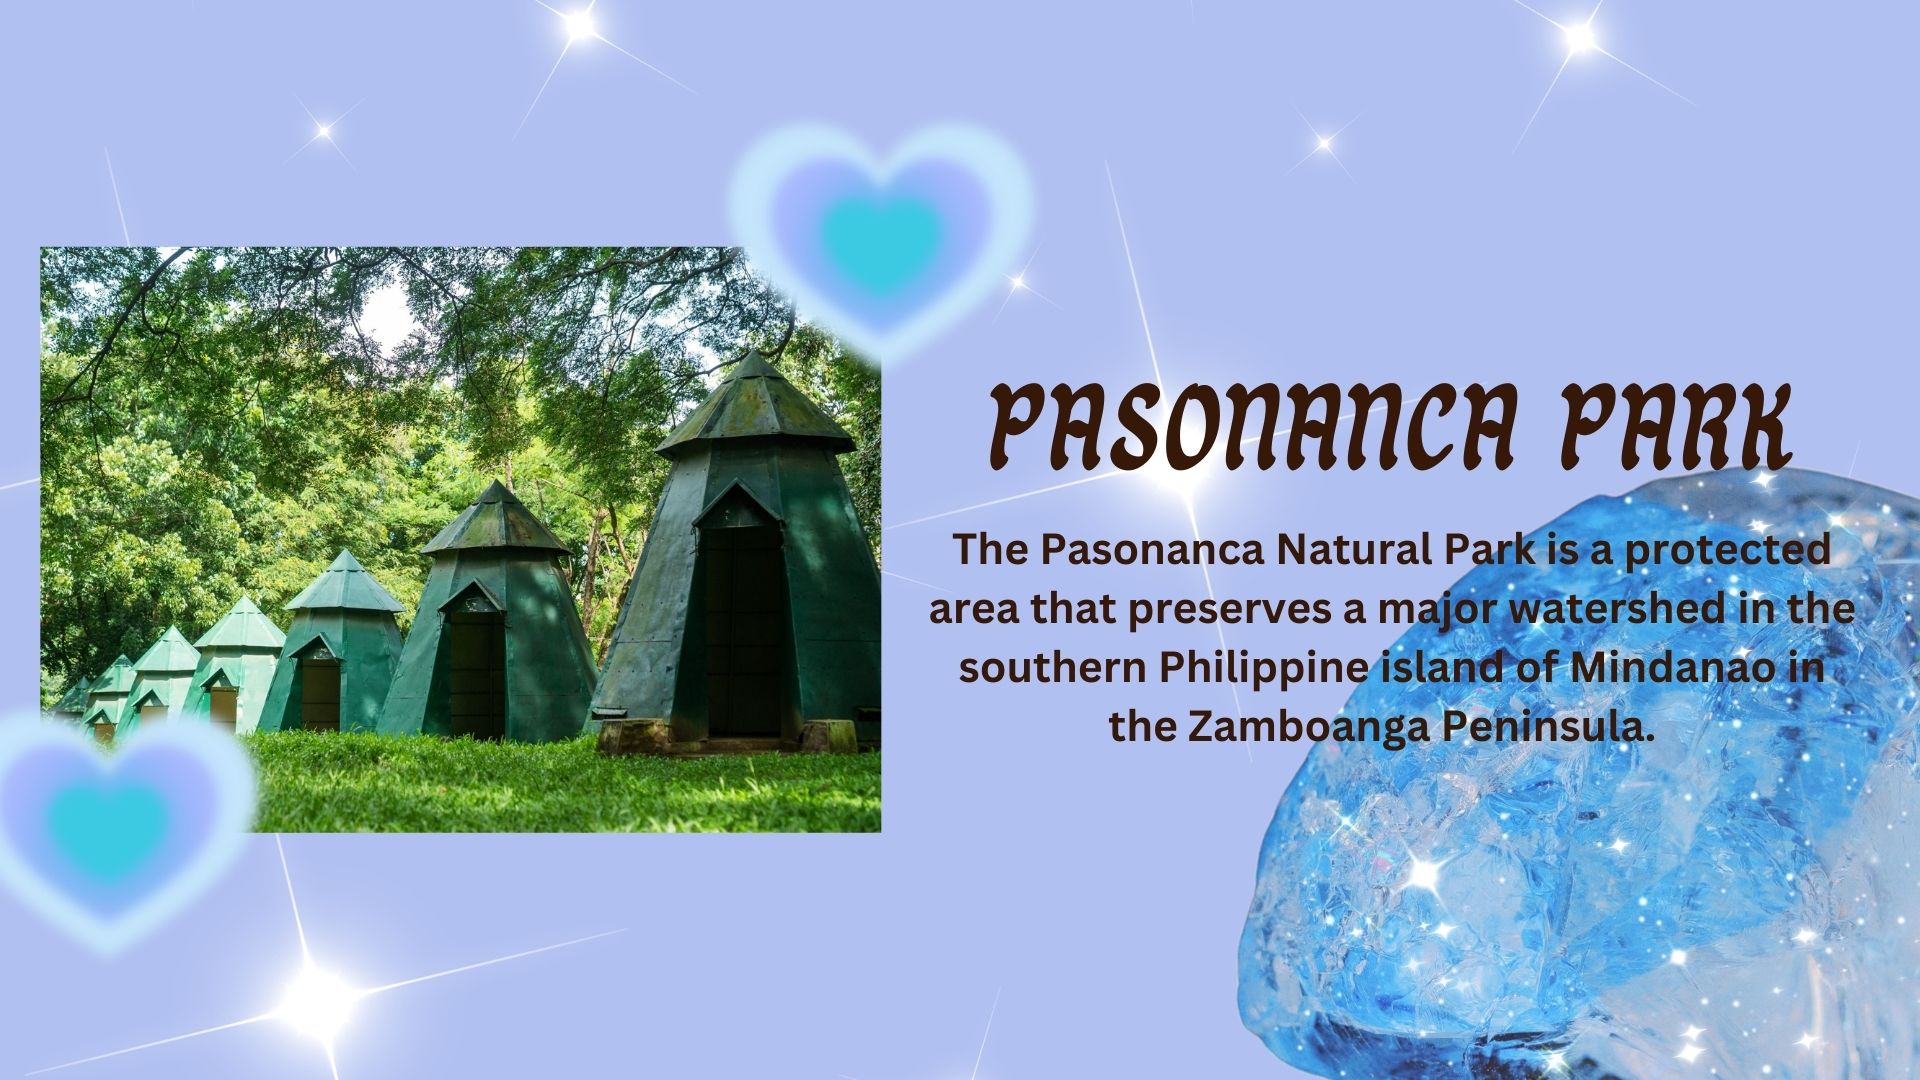 PASONANCA PARK
The Pasonanca Natural Park is a protected
area that preserves a major watershed in the
southern Philippine island of Mindanao in
the Zamboanga Peninsula.